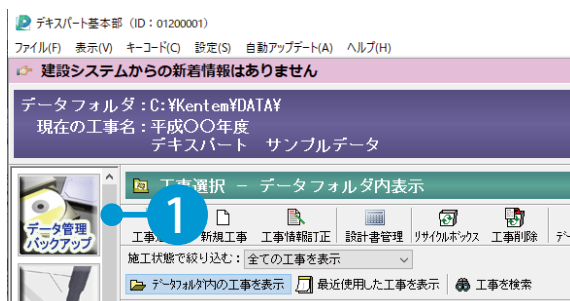 デキスパート基本部 (ID : 01200001)
ファイル(F) 表示(V) キーコード(C) 設定(S) 自動アップデート(A) ヘルプ(H)
建設システムからの新着情報はありません
データフォルダ:C:¥Kentem¥DATA¥
現在の工事名:平成〇〇年度
デキスパート サンプルデータ
工事選択 - データフォルダ内表示
データ管理
バックアップ
1
新規工事 工事情報訂正 設計書管理 リサイクルボックス 工事削除
施工状態で絞り込む: 全ての工事を表示
データフォルダ内の工事を表示 最近使用した工事を表示 工事を検索